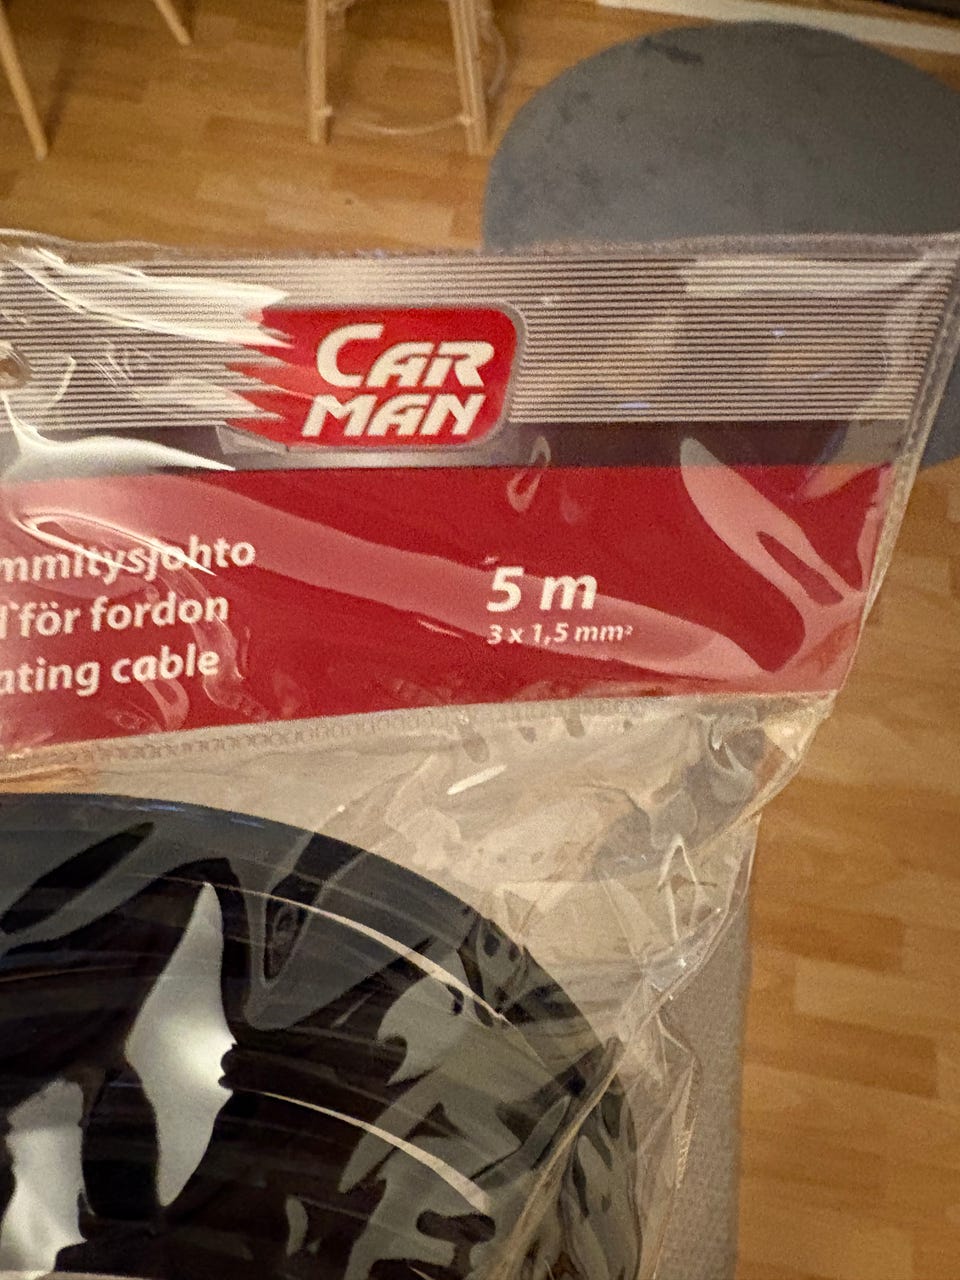 CAR
MAN
mmitysjohto
för fordon
ating cable
5 m
3 x 1,5 mm²